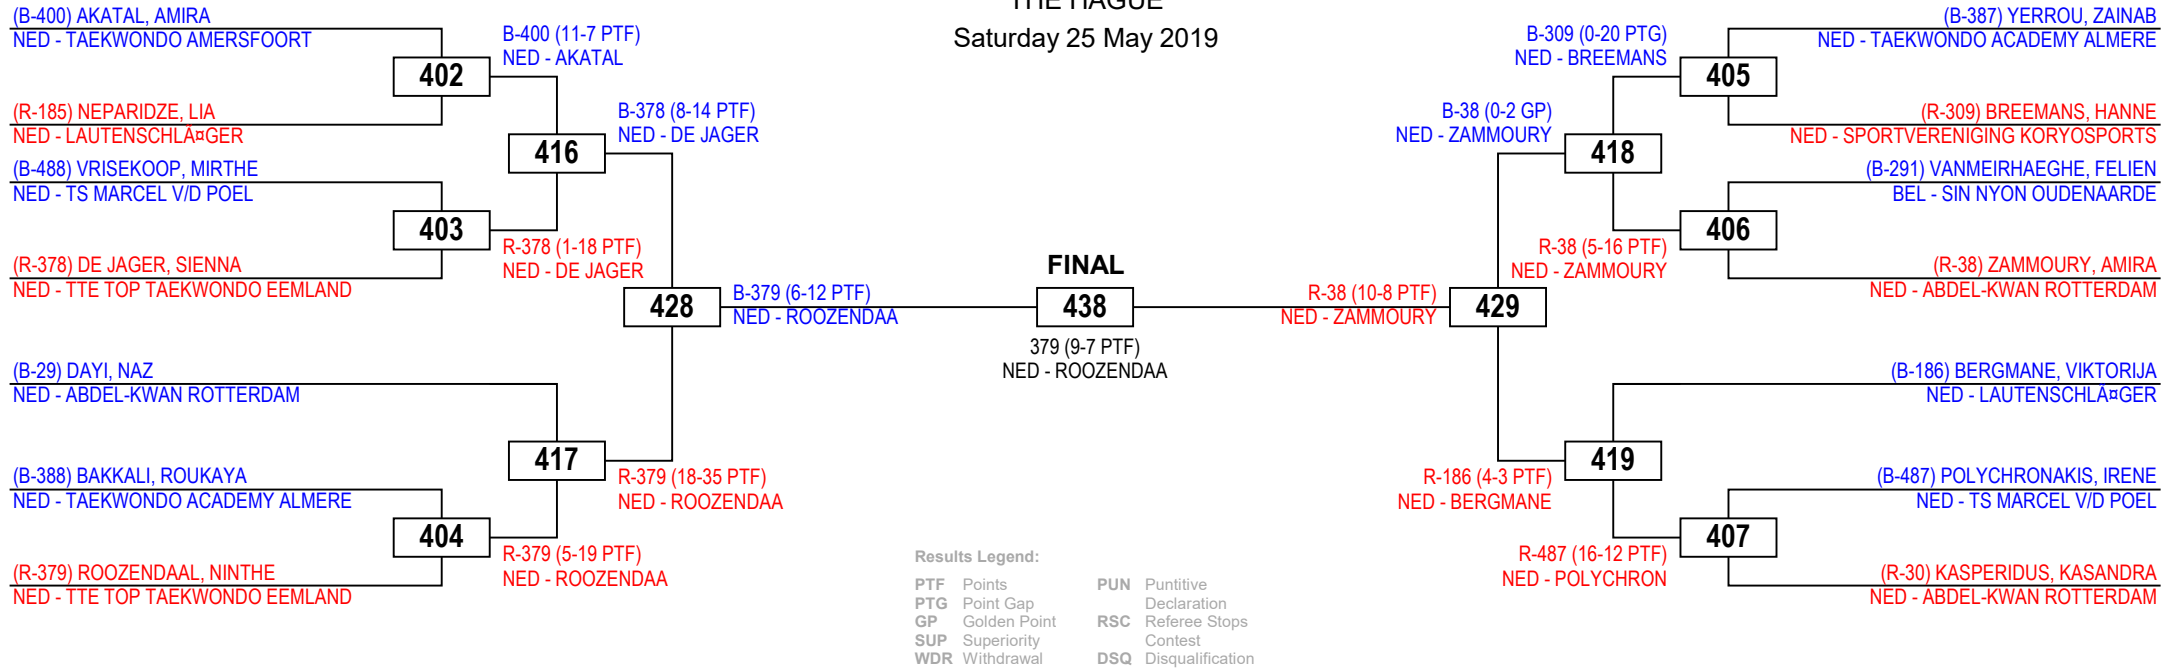 THE HAGUE
Saturday 25 May 2019
(B-400) AKATAL, AMIRA
NED - TAEKWONDO AMERSFOORT
402
(R-185) NEPARIDZE, LIA
NED - LAUTENSCHLÃ¤GER
(B-488) VRISEKOOP, MIRTHE
NED - TS MARCEL V/D POEL
403
(R-378) DE JAGER, SIENNA
NED - TTE TOP TAEKWONDO EEMLAND
(B-29) DAYI, NAZ
NED - ABDEL-KWAN ROTTERDAM
(B-388) BAKKALI, ROUKAYA
NED - TAEKWONDO ACADEMY ALMERE
404
(R-379) ROOZENDAAL, NINTHE
NED - TTE TOP TAEKWONDO EEMLAND
B-400 (11-7 PTF)
NED - AKATAL
416
R-378 (1-18 PTF)
NED - DE JAGER
417
R-379 (5-19 PTF)
NED - ROOZENDAA
B-378 (8-14 PTF)
NED - DE JAGER
428
R-379 (18-35 PTF)
NED - ROOZENDAA
B-379 (6-12 PTF)
NED - ROOZENDAA
FINAL
438
379 (9-7 PTF)
NED - ROOZENDAA
R-38 (10-8 PTF)
NED - ZAMMOURY
429
B-38 (0-2 GP)
NED - ZAMMOURY
R-186 (4-3 PTF)
NED - BERGMANE
418
B-309 (0-20 PTG)
NED - BREEMANS
R-38 (5-16 PTF)
NED - ZAMMOURY
419
R-487 (16-12 PTF)
NED - POLYCHRON
(B-387) YERROU, ZAINAB
NED - TAEKWONDO ACADEMY ALMERE
405
(R-309) BREEMANS, HANNE
NED - SPORTVERENIGING KORYOSPORTS
(B-291) VANMEIRHAEGHE, FELIEN
BEL - SIN NYON OUDENAARDE
406
(R-38) ZAMMOURY, AMIRA
NED - ABDEL-KWAN ROTTERDAM
(B-186) BERGMANE, VIKTORIJA
NED - LAUTENSCHLÃ¤GER
(B-487) POLYCHRONAKIS, IRENE
NED - TS MARCEL V/D POEL
407
(R-30) KASPERIDUS, KASANDRA
NED - ABDEL-KWAN ROTTERDAM
Results Legend:
PTF Points
PTG Point Gap
GP Golden Point
SUP Superiority
WDR Withdrawal
PUN Puntitive
Declaration
RSC Referee Stops
Contest
DSQ Disqualification